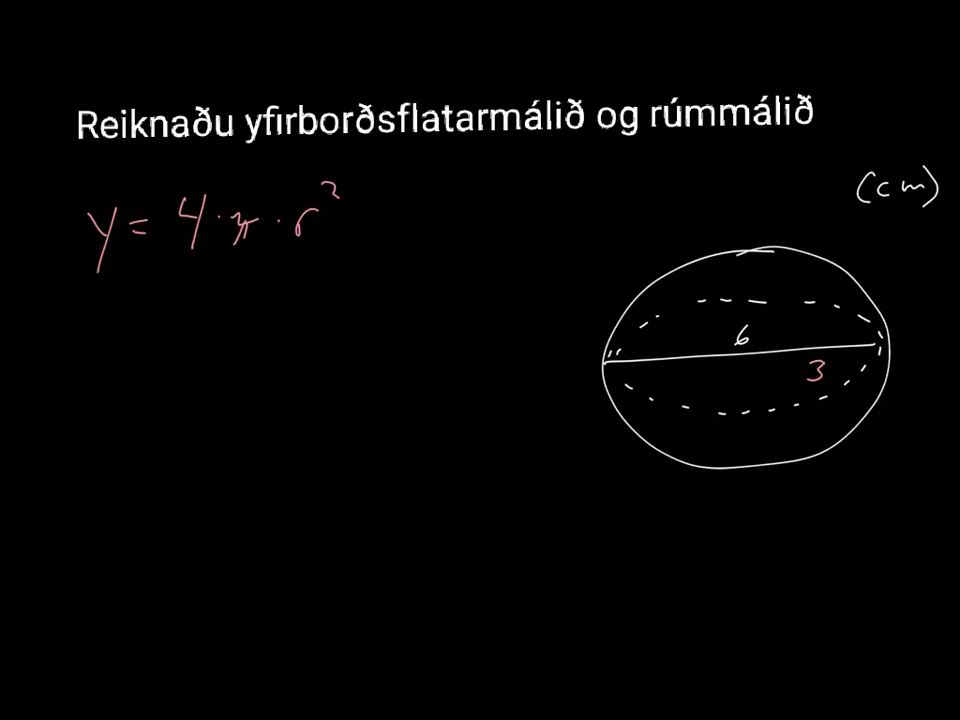 Reiknaðu yfirborðsflatarmálið og rúmmálið
(cm)
y = 4 · π · r²
6
3